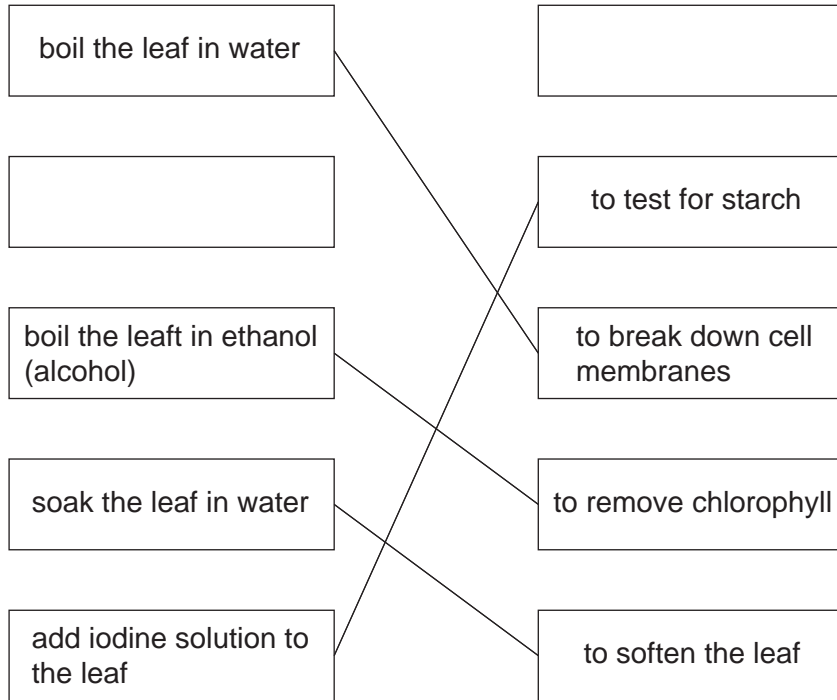 boil the leaf in water
to test for starch
boil the leaft in ethanol
(alcohol)
to break down cell
membranes
soak the leaf in water
to remove chlorophyll
add iodine solution to
the leaf
to soften the leaf